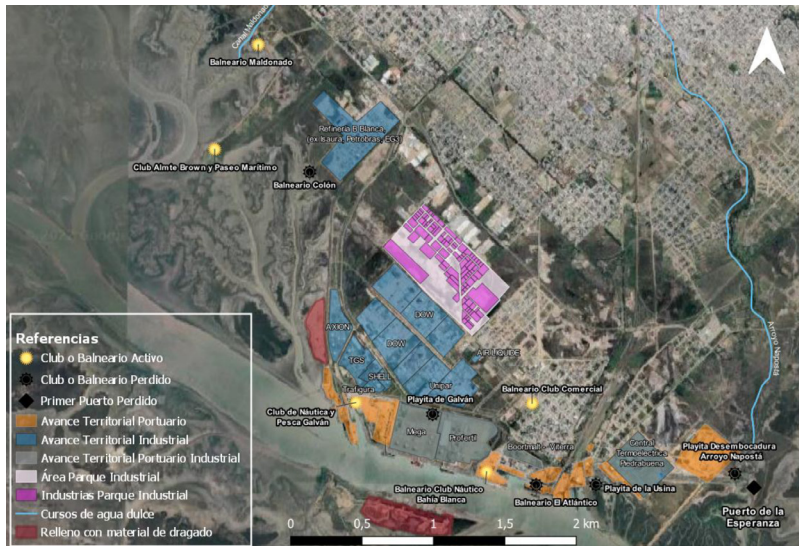 Canal Maldonado
Balneario Maldonado
Refinería B Blanca
(ex Isaura, Petrobras, EG3)
Club Almte Brown y Paseo Marítimo
Balneario Colón
Referencias
Club o Balneario Activo
Club o Balneario Perdido
Primer Puerto Perdido
Avance Territorial Portuario
Avance Territorial Industrial
Avance Territorial Portuario Industrial
Área Parque Industrial
Industrias Parque Industrial
Cursos de agua dulce
Relleno con material de dragado
DOW
AXION
DOW
AIR LIQUIDE
TGS
SHELL
Unipar
Trafigura
Playita de Galván
Balneario Club Comercial
Club de Náutica y
Pesca Galván
Mega
Profertil
Boortmalt - Viterra
Central
Termoeléctrica
Piedrabuena
Arroyo Napostá
Playita Desembocadura
Arroyo Napostá
Balneario Club Náutico
Bahía Blanca
Balneario El Atlántico
Playita de la Usina
Puerto de la
Esperanza
0 0,5 1 1,5 2 km